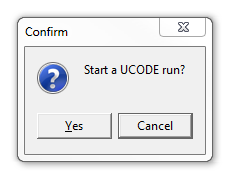 Confirm
Start a UCODE run?
Yes
Cancel